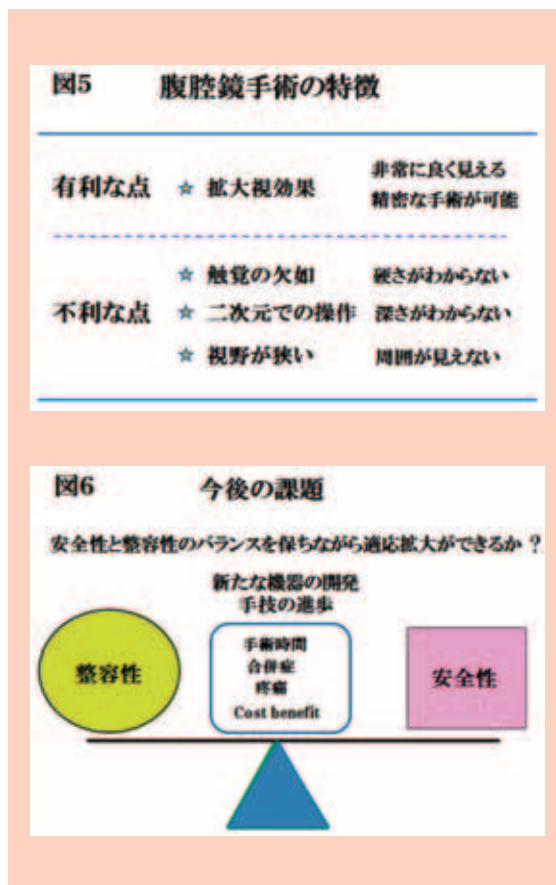 図5 腹腔鏡手術の特徴
有利な点 ☆ 拡大視効果 非常に良く見える
精密な手術が可能
☆ 触覚の欠如 硬さがわからない
不利な点 ☆ 二次元での操作 深さがわからない
☆ 視野が狭い 周囲が見えない
図6 今後の課題
安全性と整容性のバランスを保ちながら適応拡大ができるか？
新たな機器の開発
手技の進歩
手術時間
合併症
疼痛
Cost benefit
整容性
安全性